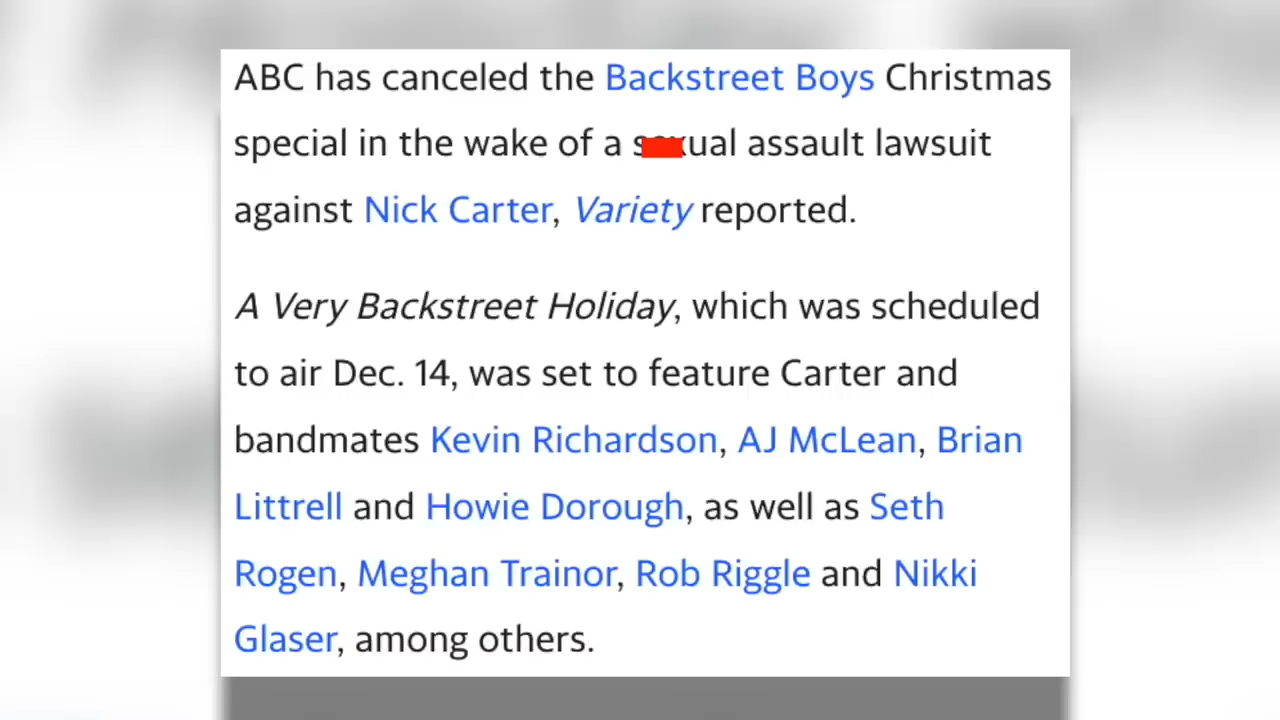 ABC has canceled the Backstreet Boys Christmas
special in the wake of a sexual assault lawsuit
against Nick Carter, Variety reported.
A Very Backstreet Holiday, which was scheduled
to air Dec. 14, was set to feature Carter and
bandmates Kevin Richardson, AJ McLean, Brian
Littrell and Howie Dorough, as well as Seth
Rogen, Meghan Trainor, Rob Riggle and Nikki
Glaser, among others.